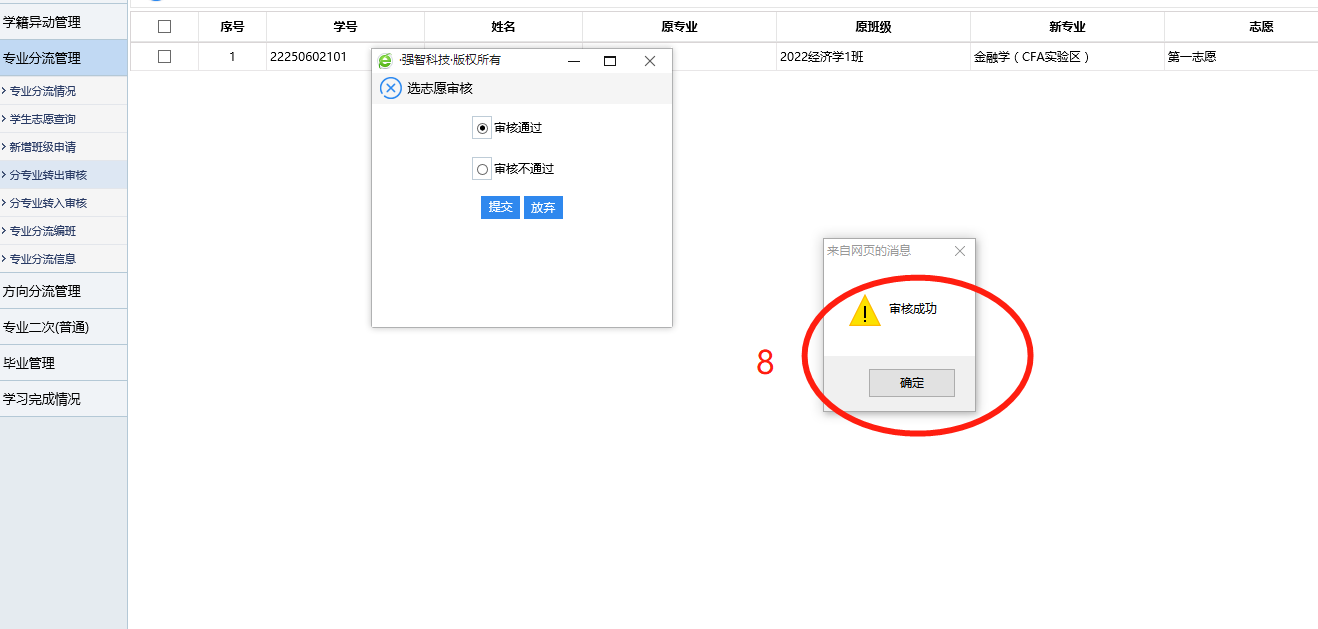 学籍异动管理
专业分流管理
专业分流情况
学生志愿查询
新增班级申请
分专业转出审核
分专业转入审核
专业分流编班
专业分流信息
方向分流管理
专业二次(普通)
毕业管理
学习完成情况
序号 学号 姓名 原专业 原班级 新专业 志愿
1 22250602101 2022经济学1班 金融学（CFA实验区） 第一志愿
·强智科技·版权所有
选志愿审核
审核通过
审核不通过
提交 放弃
来自网页的消息
审核成功
确定
8